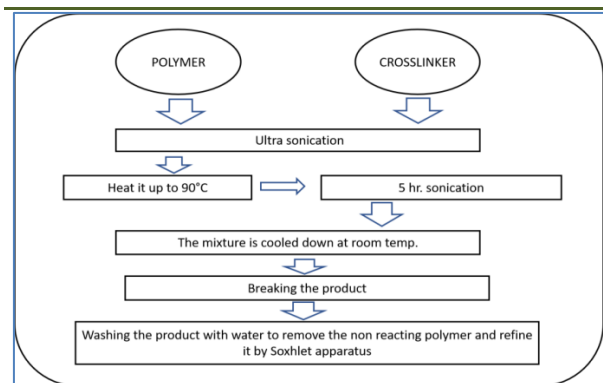 POLYMER
CROSSLINKER
Ultra sonication
Heat it up to 90°C
5 hr. sonication
The mixture is cooled down at room temp.
Breaking the product
Washing the product with water to remove the non reacting polymer and refine
it by Soxhlet apparatus